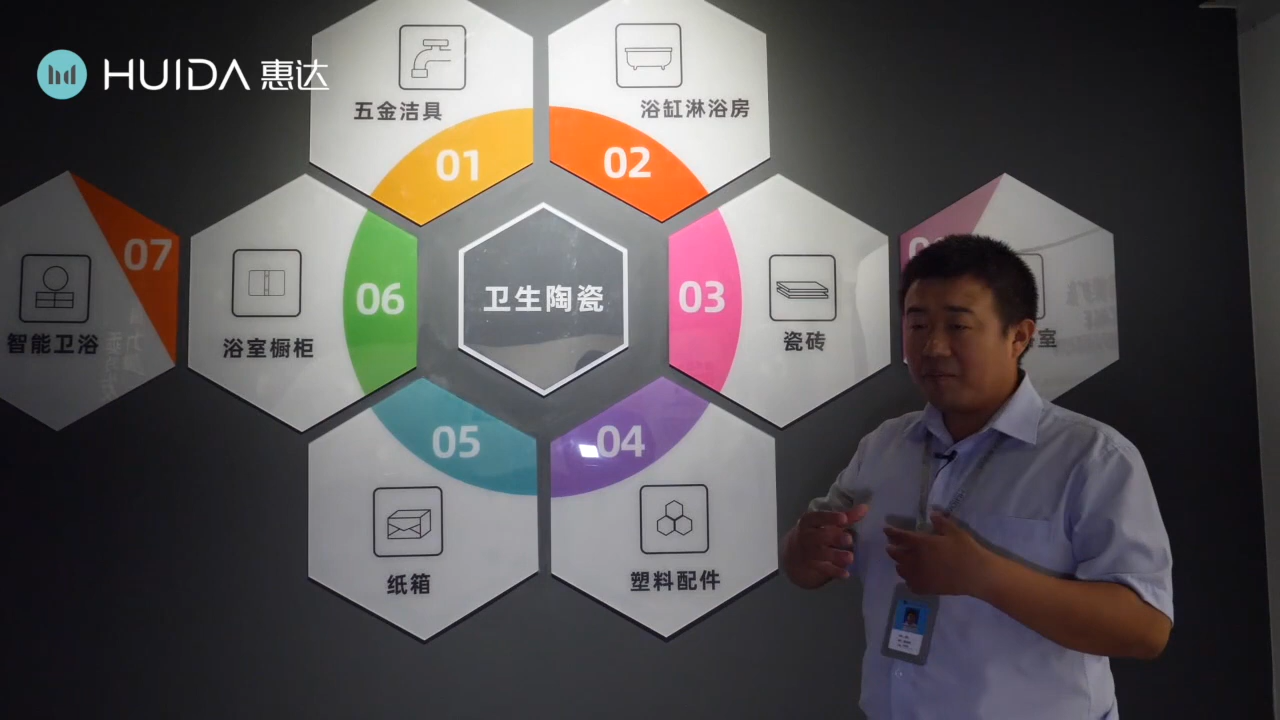 HUIDA 惠达
五金洁具
01
浴缸淋浴房
02
07
智能卫浴
浴室橱柜
06
卫生陶瓷
03
瓷砖
室
05
纸箱
04
塑料配件